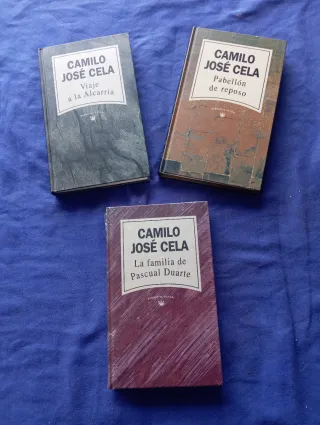 CAMILO
JOSÉ CELA
Viaje
a la Alcarria
CAMILO
JOSÉ CELA
Pabellón
de reposo
CAMILO
JOSÉ CELA
La familia de
Pascual Duarte